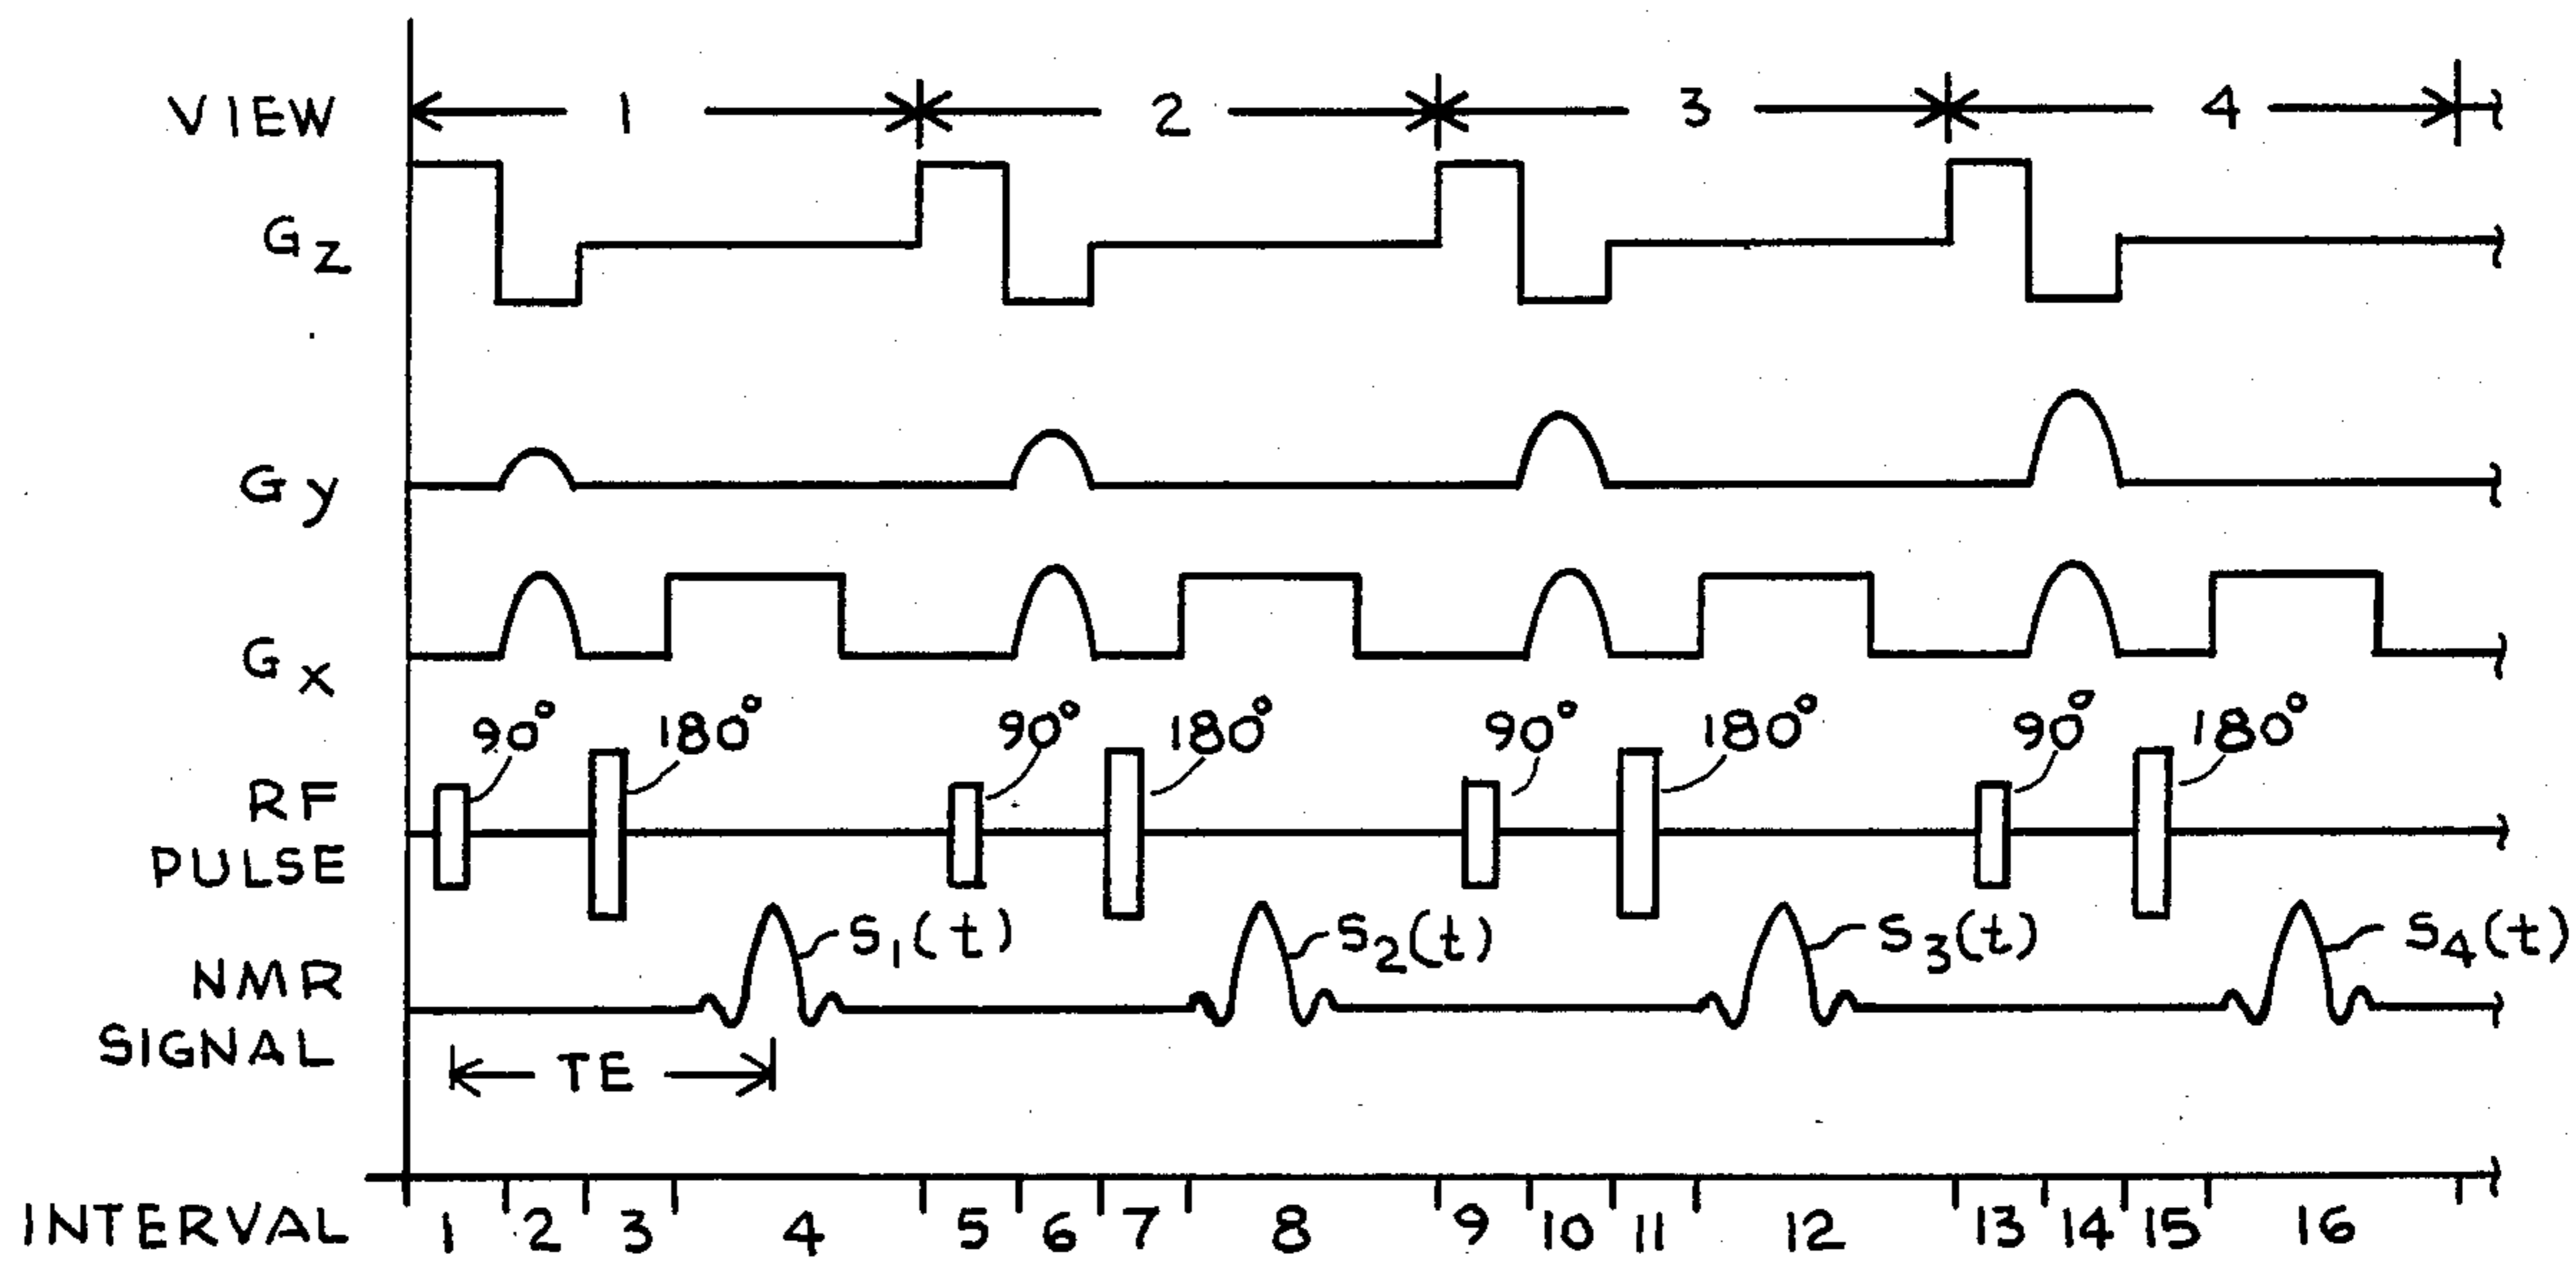 VIEW 1 2 3 4
Gz
Gy
Gx
90° 180° 90° 180° 90° 180° 90° 180°
RF
PULSE
S₁(t) S₂(t) S₃(t) S₄(t)
NMR
SIGNAL
TE
INTERVAL 1 2 3 4 5 6 7 8 9 10 11 12 13 14 15 16